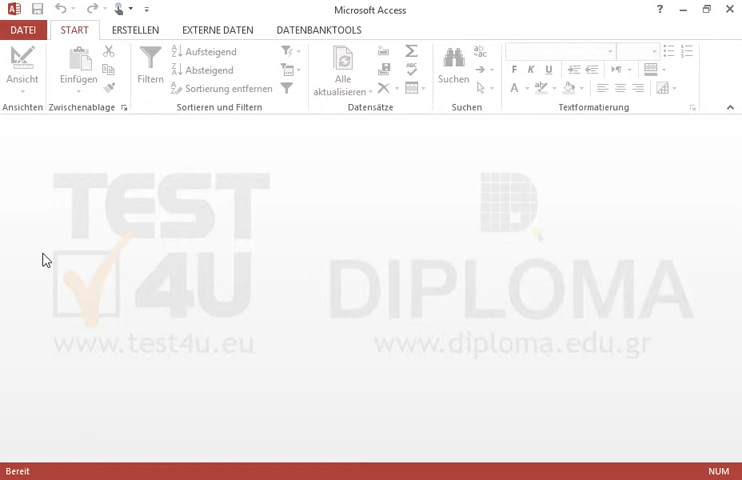 Microsoft Access
DATEI START ERSTELLEN EXTERNE DATEN DATENBANKTOOLS
Ansicht
Ansichten
Einfügen
Zwischenablage
Filtern
Aufsteigend
Absteigend
Sortierung entfernen
Sortieren und Filtern
Alle
aktualisieren
Datensätze
Suchen
Suchen
F K U
A
Textformatierung
TEST
4U
www.test4u.eu
D
DIPLOMA
www.diploma.edu.gr
Bereit NUM